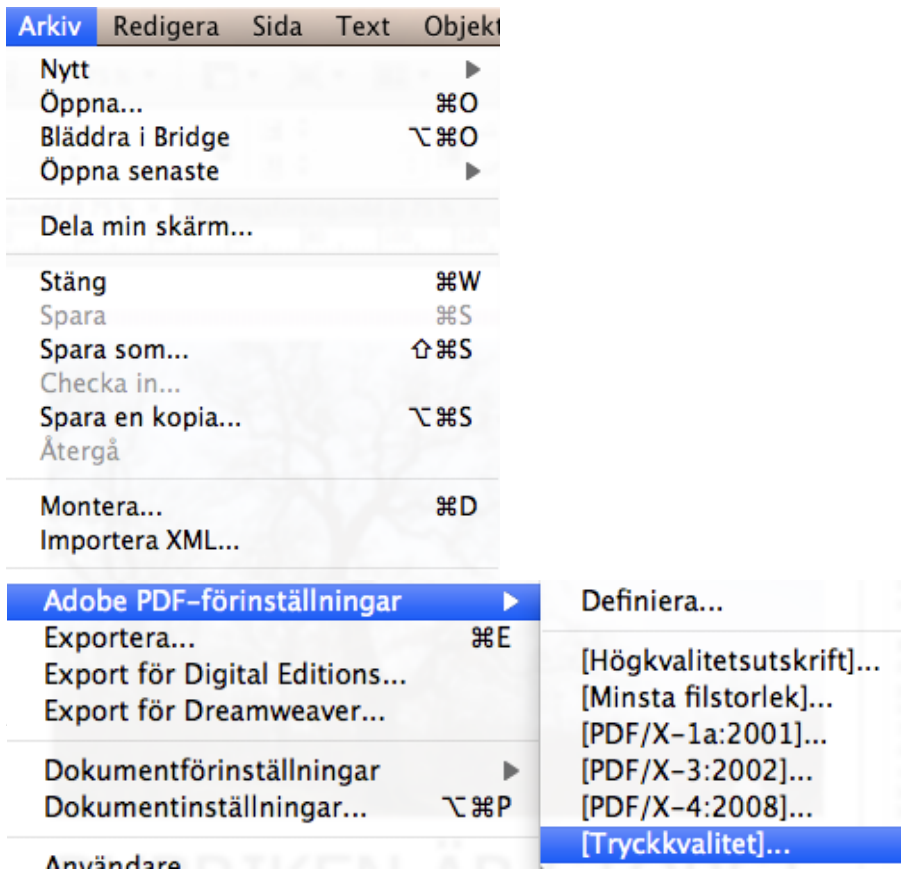 Arkiv Redigera Sida Text Objekt
Nytt ▶
Öppna... ⌘O
Bläddra i Bridge ⌥⌘O
Öppna senaste ▶
Dela min skärm...
Stäng ⌘W
Spara ⌘S
Spara som... ⇧⌘S
Checka in...
Spara en kopia... ⌥⌘S
Återgå
Montera... ⌘D
Importera XML...
Adobe PDF-förinställningar ▶
Exportera... ⌘E
Export för Digital Editions...
Export för Dreamweaver...
Dokumentförinställningar ▶
Dokumentinställningar... ⌥⌘P
Användare
Definiera...
[Högkvalitetsutskrift]...
[Minsta filstorlek]...
[PDF/X-1a:2001]...
[PDF/X-3:2002]...
[PDF/X-4:2008]...
[Tryckkvalitet]...